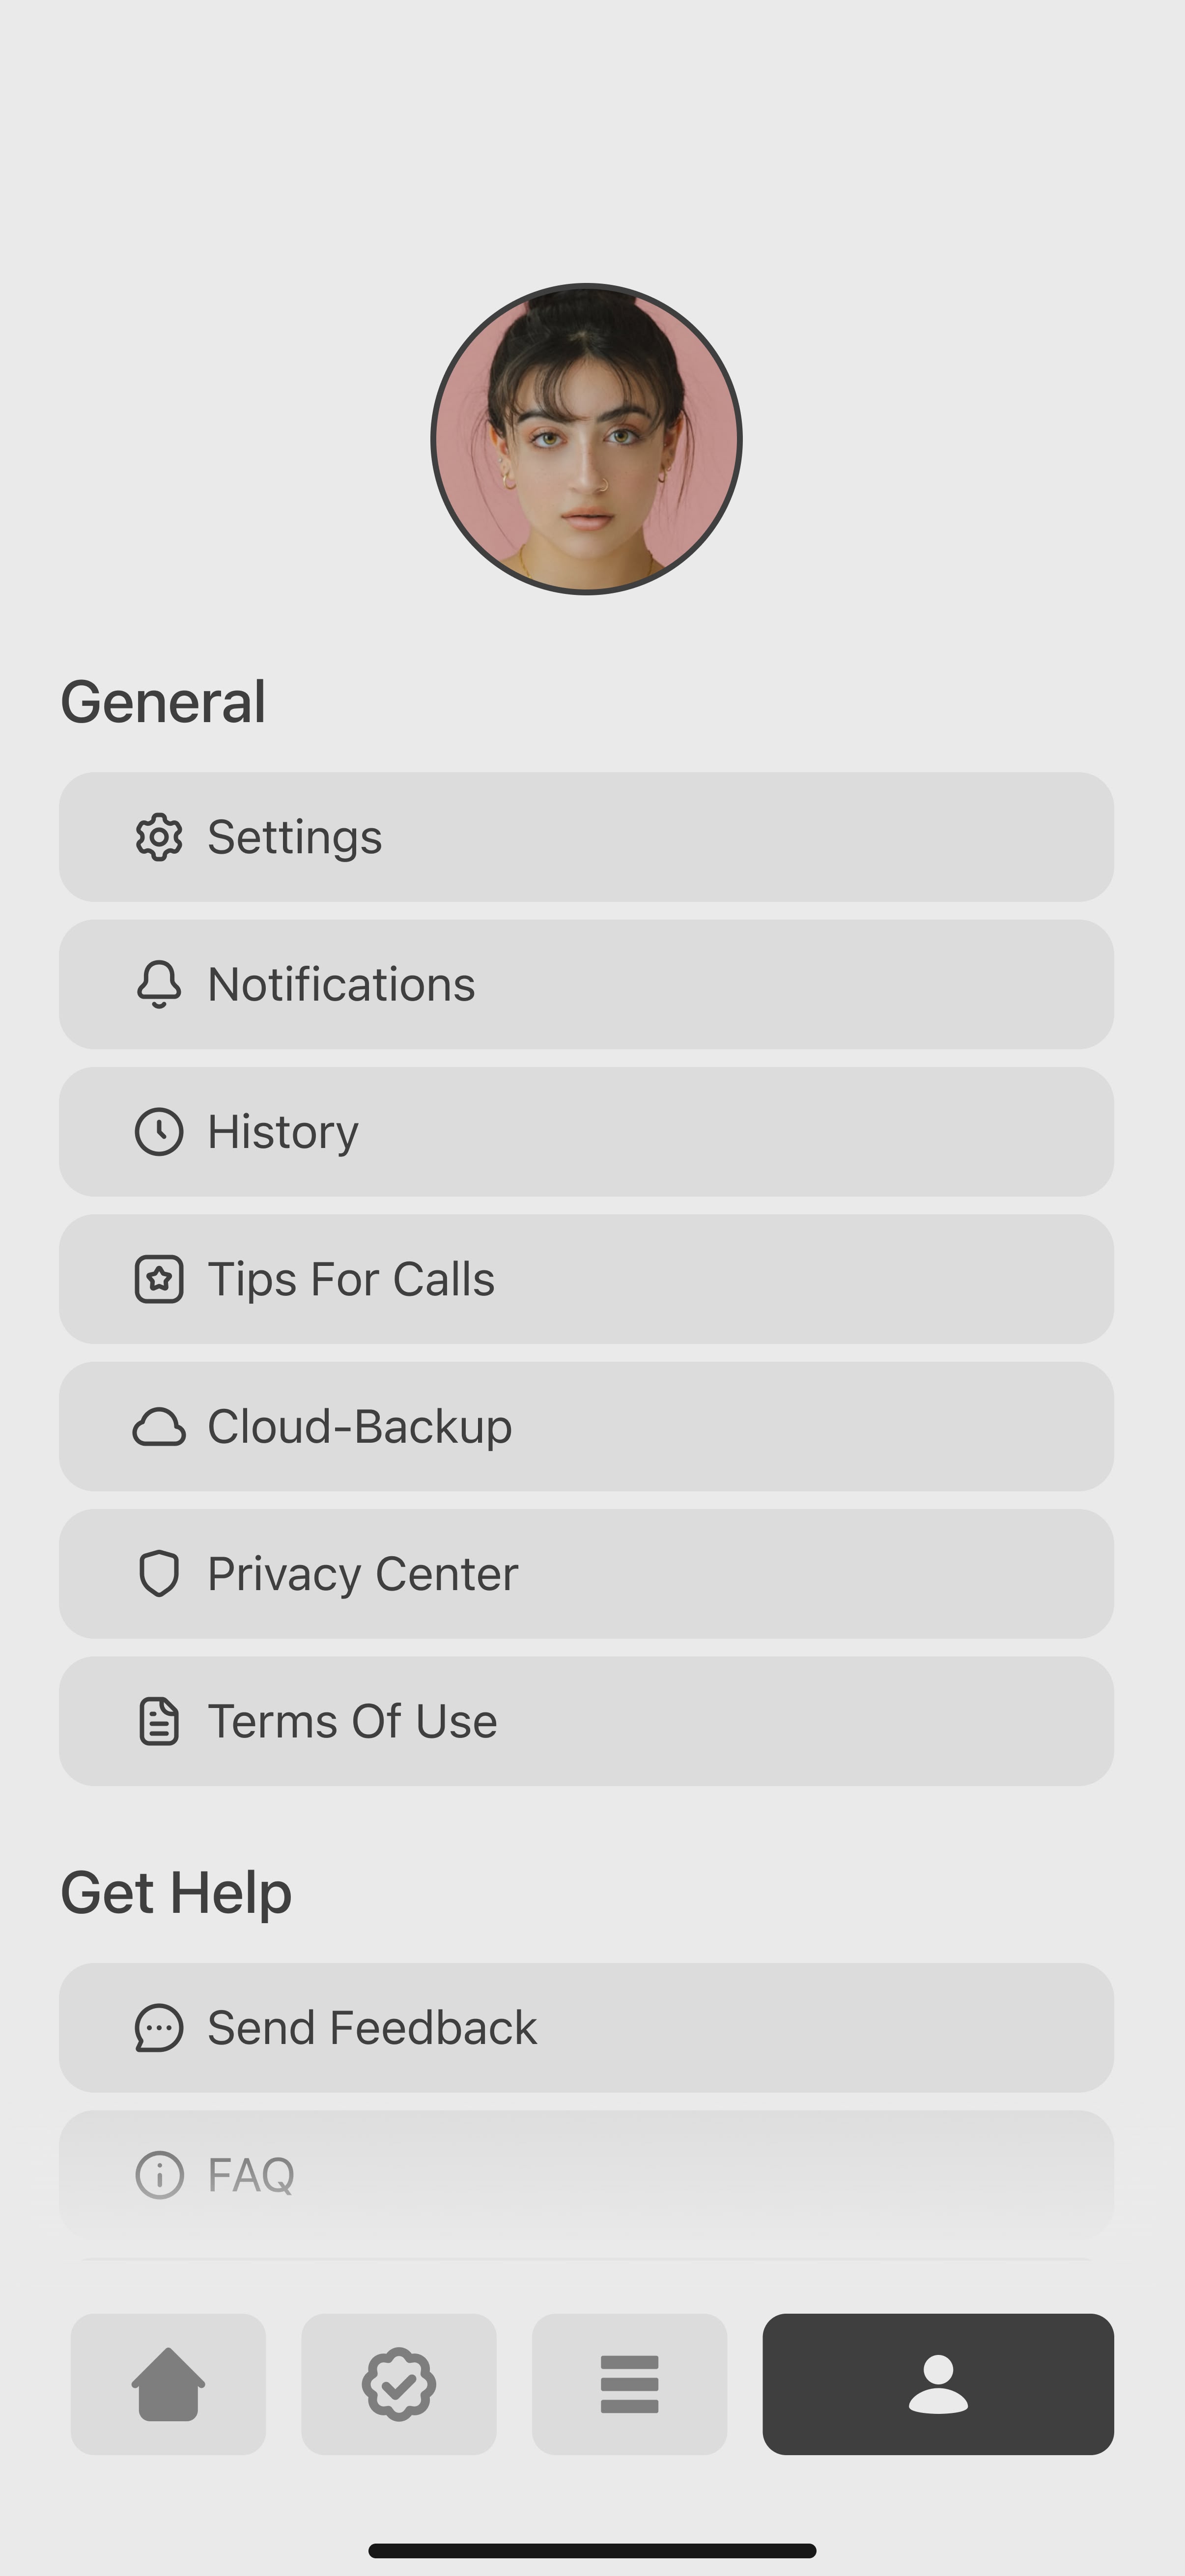 General
Settings
Notifications
History
Tips For Calls
Cloud-Backup
Privacy Center
Terms Of Use
Get Help
Send Feedback
FAQ